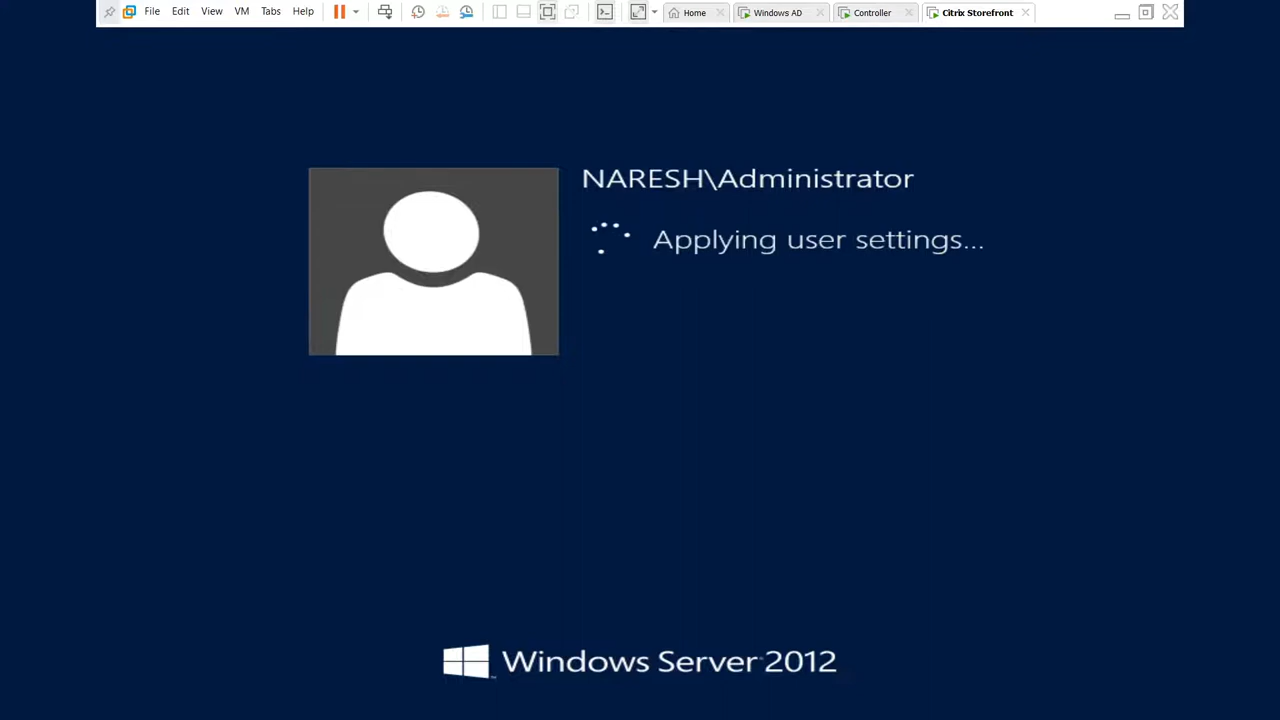 File Edit View VM Tabs Help Home Windows AD Controller Citrix Storefront
NARESH\Administrator
Applying user settings...
Windows Server 2012